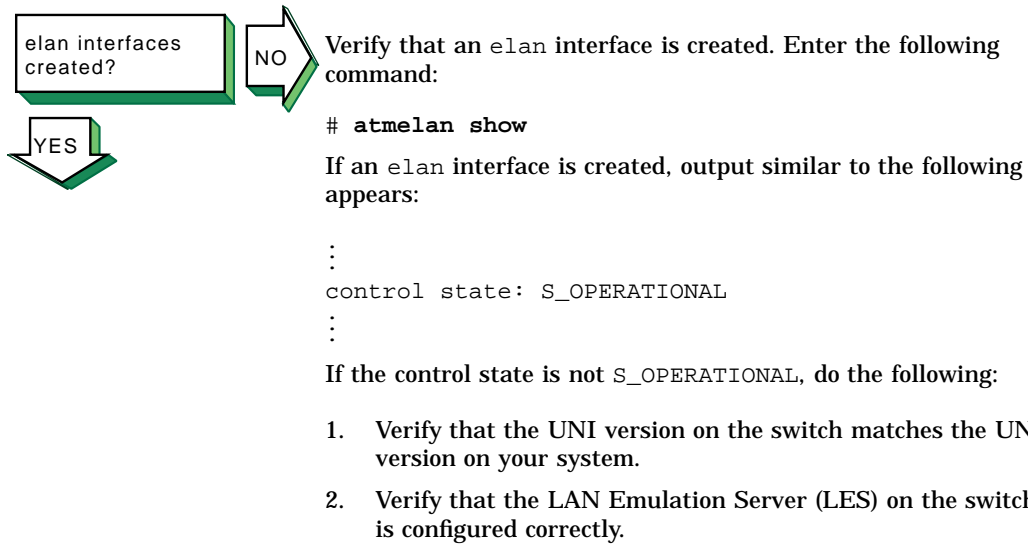 elan interfaces
created?
NO
YES
Verify that an elan interface is created. Enter the following
command:
# atmelan show
If an elan interface is created, output similar to the following
appears:
⋮
control state: S_OPERATIONAL
⋮
If the control state is not S_OPERATIONAL, do the following:
1. Verify that the UNI version on the switch matches the UN
version on your system.
2. Verify that the LAN Emulation Server (LES) on the switch
is configured correctly.